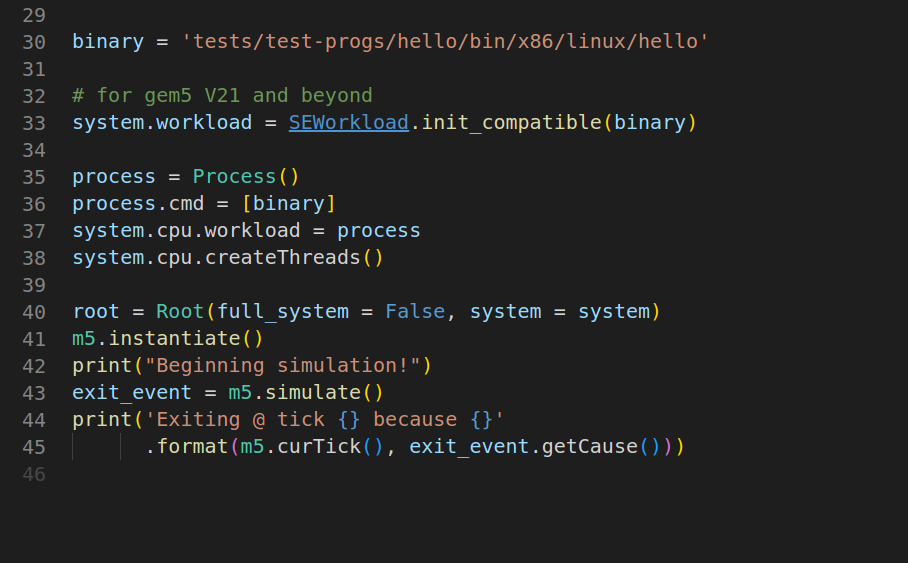 29
30 binary = 'tests/test-progs/hello/bin/x86/linux/hello'
31
32 # for gem5 V21 and beyond
33 system.workload = SEWorkload.init_compatible(binary)
34
35 process = Process()
36 process.cmd = [binary]
37 system.cpu.workload = process
38 system.cpu.createThreads()
39
40 root = Root(full_system = False, system = system)
41 m5.instantiate()
42 print("Beginning simulation!")
43 exit_event = m5.simulate()
44 print('Exiting @ tick {} because {}'
45       .format(m5.curTick(), exit_event.getCause()))
46